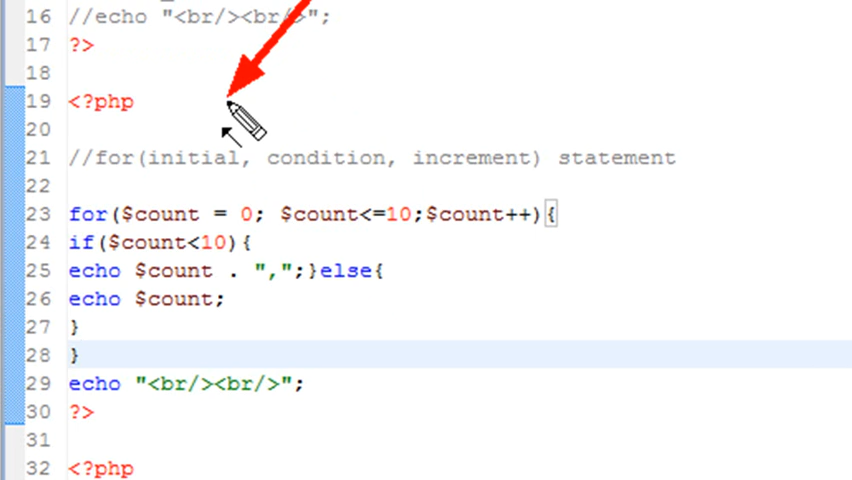 16 //echo "<br/><br/>";
17 ?>
18
19 <?php
20
21 //for(initial, condition, increment) statement
22
23 for($count = 0; $count<=10;$count++){
24 if($count<10){
25 echo $count . ",";}else{
26 echo $count;
27 }
28 }
29 echo "<br/><br/>";
30 ?>
31
32 <?php